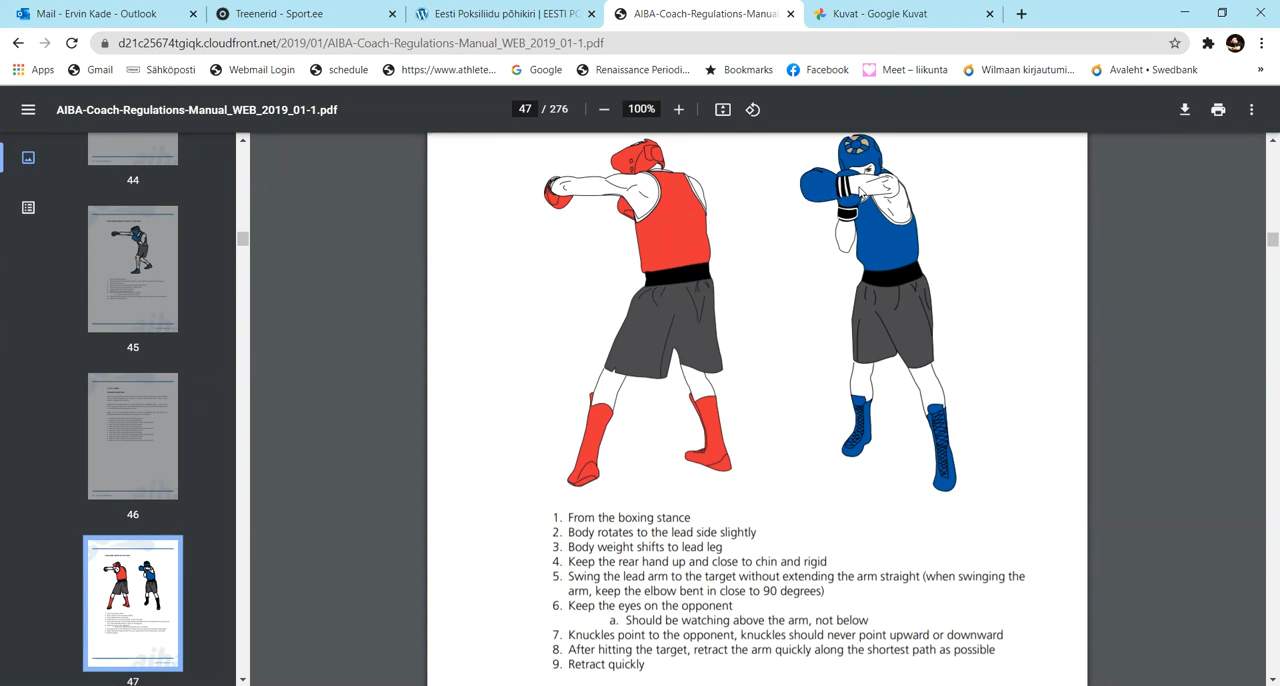 Mail - Ervin Kade - Outlook
Treenerid - Sport.ee
Eesti Poksiliidu põhikiri | EESTI PO
AIBA-Coach-Regulations-Manual
Kuvat - Google Kuvat
d21c25674tgiqk.cloudfront.net/2019/01/AIBA-Coach-Regulations-Manual_WEB_2019_01-1.pdf
Apps
Gmail
Sähköposti
Webmail Login
schedule
https://www.athlete...
Google
Renaissance Periodi...
Bookmarks
Facebook
Meet – liikunta
Wilmaan kirjautumi...
Avaleht • Swedbank
»
AIBA-Coach-Regulations-Manual_WEB_2019_01-1.pdf
47 / 276
100%
44
45
46
47
1. From the boxing stance
2. Body rotates to the lead side slightly
3. Body weight shifts to lead leg
4. Keep the rear hand up and close to chin and rigid
5. Swing the lead arm to the target without extending the arm straight (when swinging the
arm, keep the elbow bent in close to 90 degrees)
6. Keep the eyes on the opponent
a. Should be watching above the arm, not below
7. Knuckles point to the opponent, knuckles should never point upward or downward
8. After hitting the target, retract the arm quickly along the shortest path as possible
9. Retract quickly